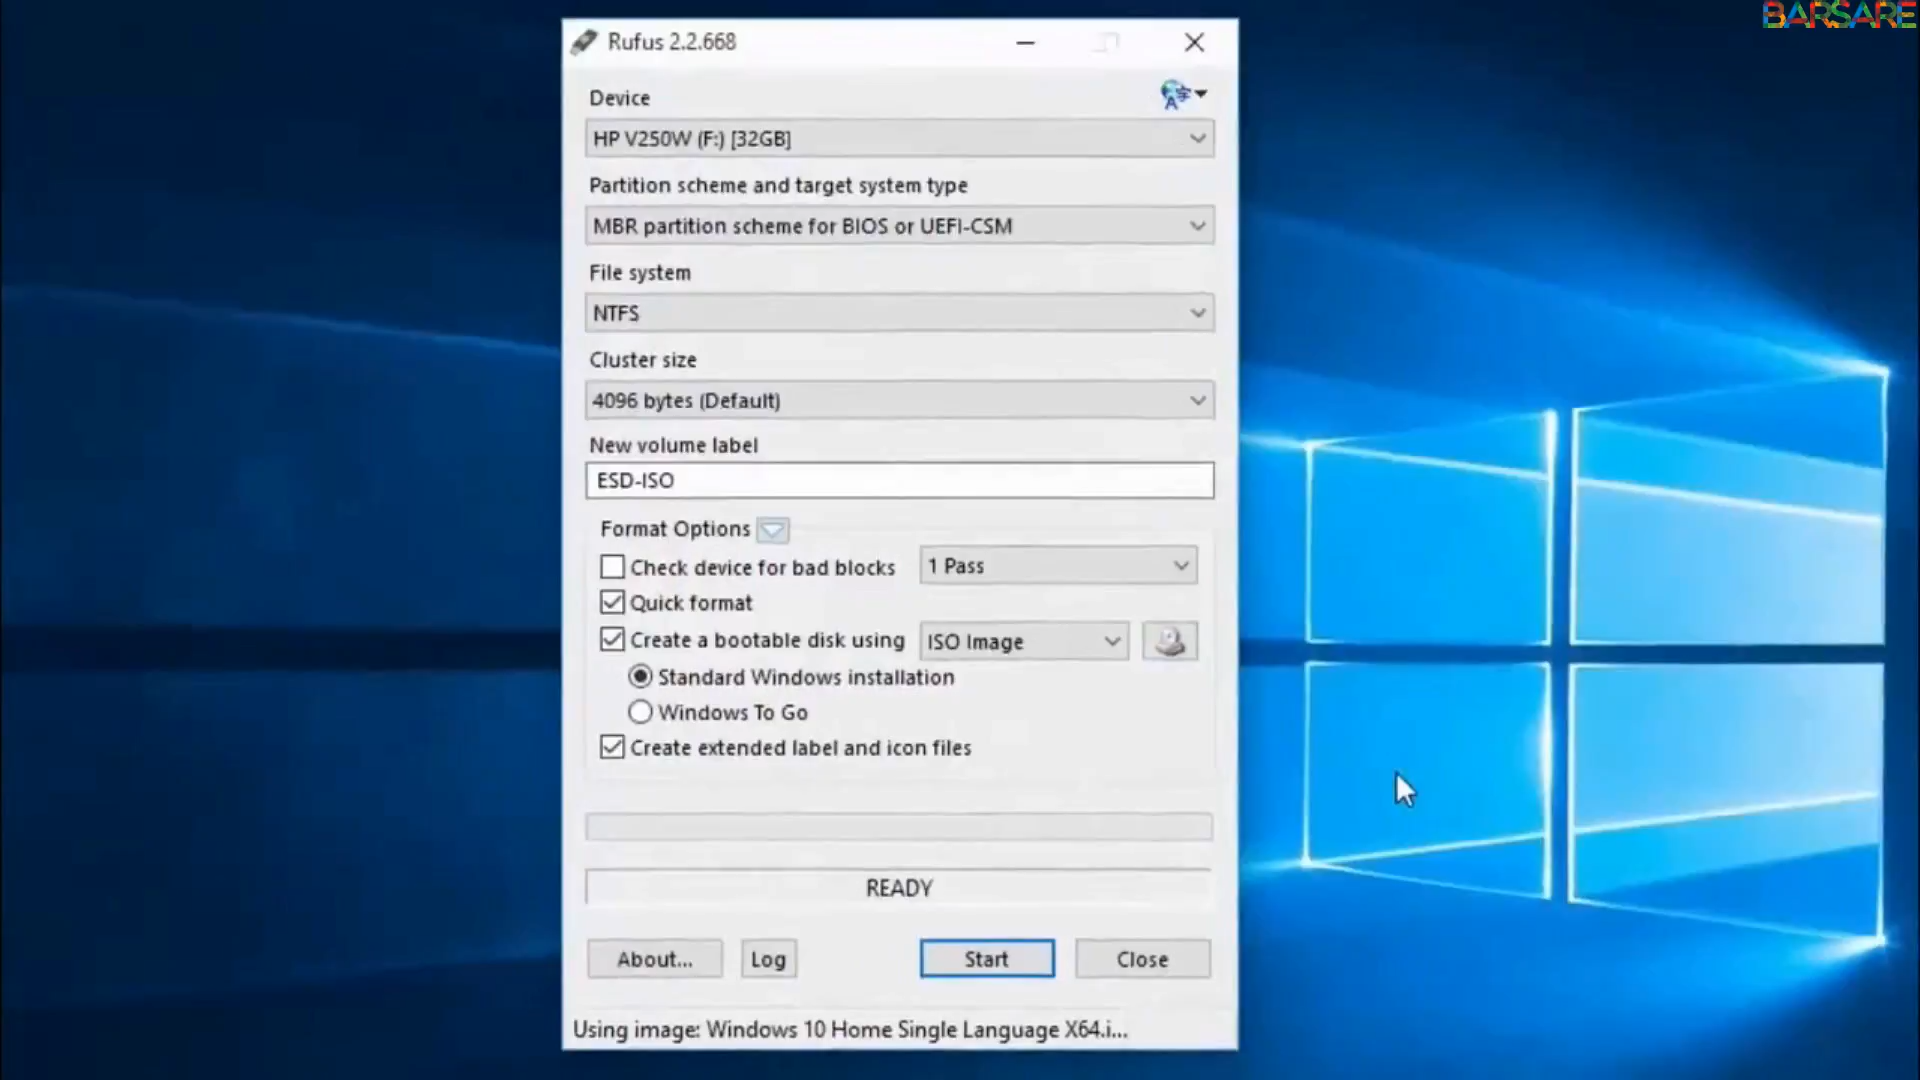 BARSARE
Rufus 2.2.668
Device
HP V250W (F:) [32GB]
Partition scheme and target system type
MBR partition scheme for BIOS or UEFI-CSM
File system
NTFS
Cluster size
4096 bytes (Default)
New volume label
ESD-ISO
Format Options
Check device for bad blocks 1 Pass
Quick format
Create a bootable disk using ISO Image
Standard Windows installation
Windows To Go
Create extended label and icon files
READY
About... Log Start Close
Using image: Windows 10 Home Single Language X64.i...